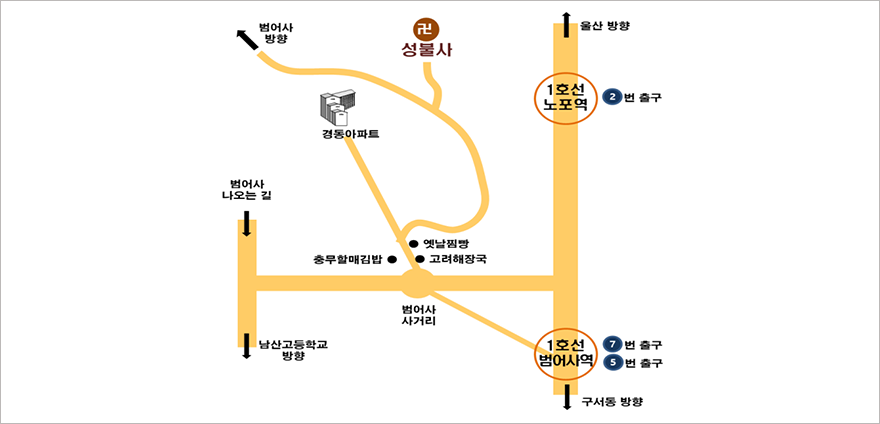 범어사
방향
卍
성불사
울산 방향
1호선
노포역
2 번 출구
경동아파트
범어사
나오는 길
옛날찜빵
충무할매김밥
고려해장국
범어사
사거리
남산고등학교
방향
1호선
범어사역
7 번 출구
5 번 출구
구서동 방향